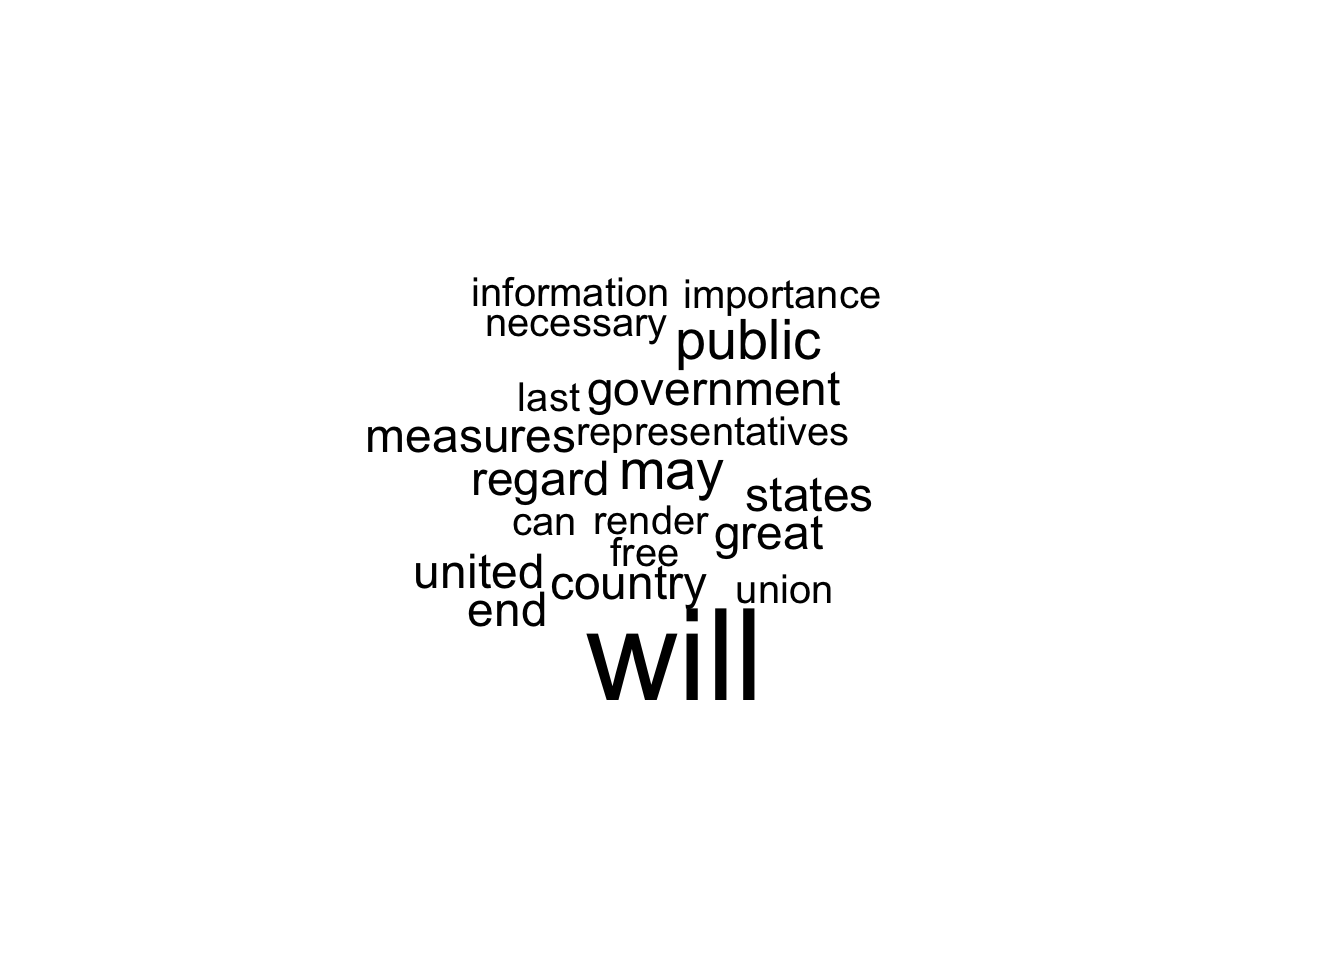 information importance
necessary
public
last government
measures representatives
regard may
states
can render great
free
united country union
end
will